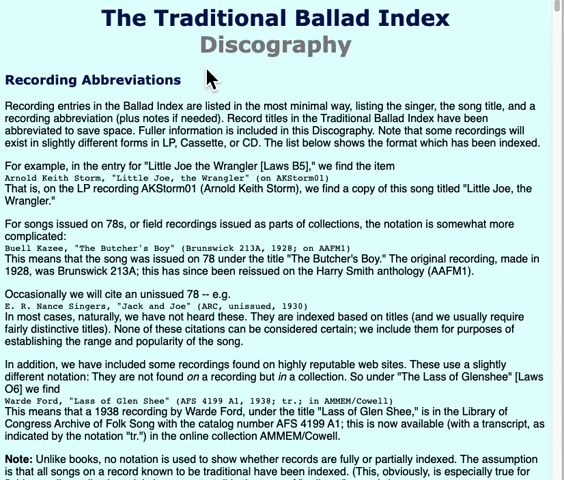 The Traditional Ballad Index
Discography
Recording Abbreviations
Recording entries in the Ballad Index are listed in the most minimal way, listing the singer, the song title, and a
recording abbreviation (plus notes if needed). Record titles in the Traditional Ballad Index have been
abbreviated to save space. Fuller information is included in this Discography. Note that some recordings will
exist in slightly different forms in LP, Cassette, or CD. The list below shows the format which has been indexed.
For example, in the entry for "Little Joe the Wrangler [Laws B5]," we find the item
Arnold Keith Storm, "Little Joe, the Wrangler" (on AKStorm01)
That is, on the LP recording AKStorm01 (Arnold Keith Storm), we find a copy of this song titled "Little Joe, the
Wrangler."
For songs issued on 78s, or field recordings issued as parts of collections, the notation is somewhat more
complicated:
Buell Kazee, "The Butcher's Boy" (Brunswick 213A, 1928; on AAFM1)
This means that the song was issued on 78 under the title "The Butcher's Boy." The original recording, made in
1928, was Brunswick 213A; this has since been reissued on the Harry Smith anthology (AAFM1).
Occasionally we will cite an unissued 78 -- e.g.
E. R. Nance Singers, "Jack and Joe" (ARC, unissued, 1930)
In most cases, naturally, we have not heard these. They are indexed based on titles (and we usually require
fairly distinctive titles). None of these citations can be considered certain; we include them for purposes of
establishing the range and popularity of the song.
In addition, we have included some recordings found on highly reputable web sites. These use a slightly
different notation: They are not found on a recording but in a collection. So under "The Lass of Glenshee" [Laws
O6] we find
Warde Ford, "Lass of Glen Shee" (AFS 4199 A1, 1938; tr.; in AMMEM/Cowell)
This means that a 1938 recording by Warde Ford, under the title "Lass of Glen Shee," is in the Library of
Congress Archive of Folk Song with the catalog number AFS 4199 A1; this is now available (with a transcript, as
indicated by the notation "tr.") in the online collection AMMEM/Cowell.
Note: Unlike books, no notation is used to show whether records are fully or partially indexed. The assumption
is that all songs on a record known to be traditional have been indexed. (This, obviously, is especially true for